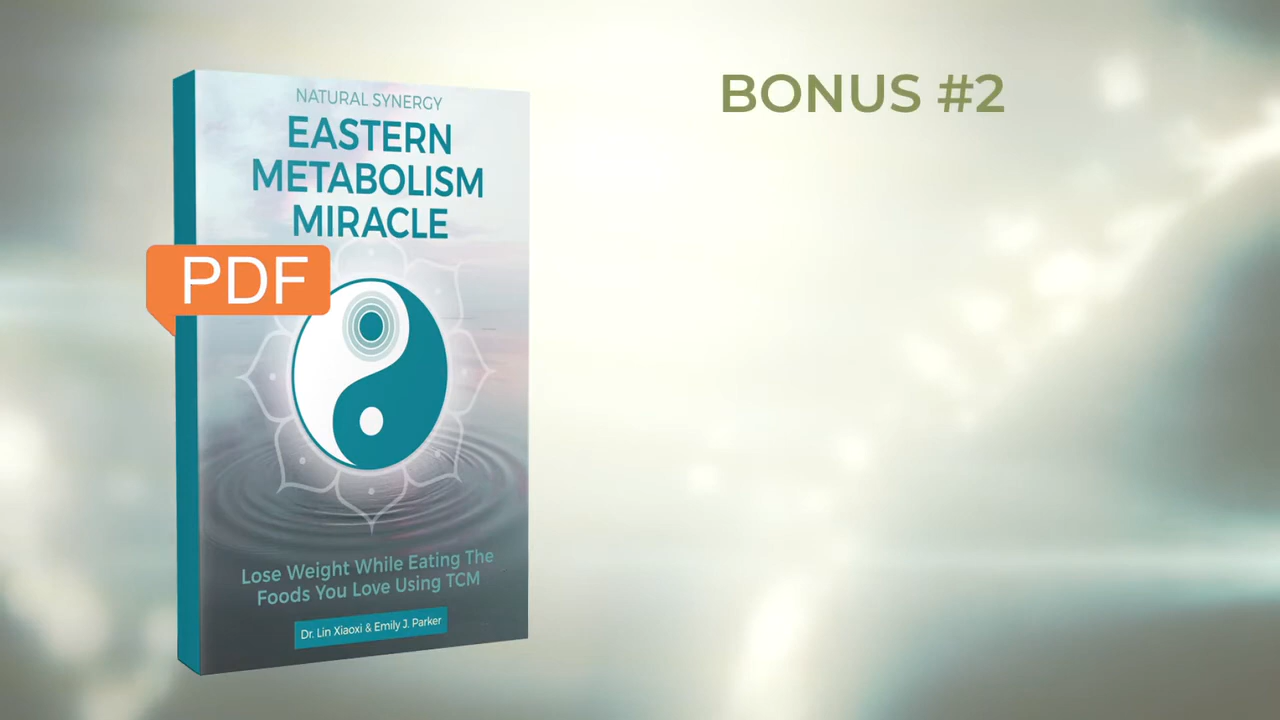 NATURAL SYNERGY
EASTERN
METABOLISM
MIRACLE
PDF
Lose Weight While Eating The
Foods You Love Using TCM
Dr. Lin Xiaoxi & Emily J. Parker
BONUS #2